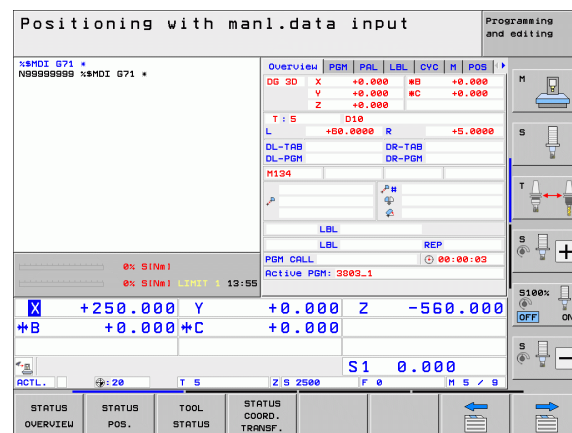 Positioning with manl.data input
Programming and editing
%$MDI G71 *
N99999999 %$MDI G71 *
Overview PGM PAL LBL CYC M POS
DG 3D X +0.000 *B +0.000
Y +0.000 *C +0.000
Z +0.000
T : 5 D10
L +60.0000 R +5.0000
DL-TAB DR-TAB
DL-PGM DR-PGM
M134
#
LBL
LBL REP
PGM CALL 00:00:03
Active PGM: 3803_1
0% S[Nm]
0% S[Nm] LIMIT 1 13:55
X +250.000 Y +0.000 Z -560.000
*B +0.000 *C +0.000
S1 0.000
ACTL. : 20 T 5 Z S 2500 F 0 M 5 / 9
M
S
T
S +
S100%
OFF ON
S -
STATUS OVERVIEW
STATUS POS.
TOOL STATUS
STATUS COORD. TRANSF.